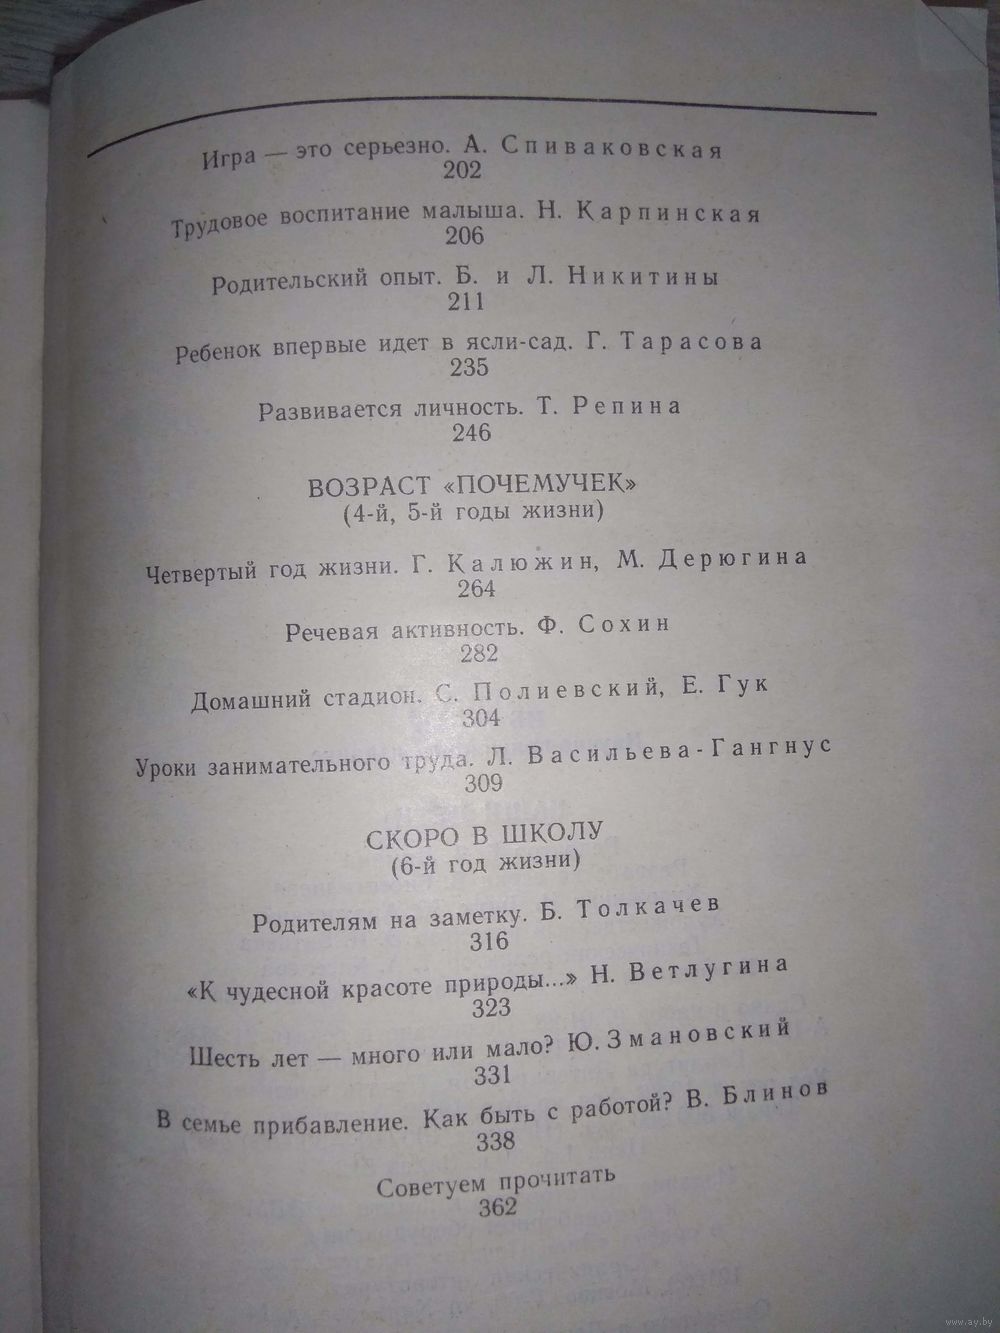 Игра — это серьезно. А. Спиваковская
202
Трудовое воспитание малыша. Н. Карпинская
206
Родительский опыт. Б. и Л. Никитины
211
Ребенок впервые идет в ясли-сад. Г. Тарасова
235
Развивается личность. Т. Репина
246
ВОЗРАСТ «ПОЧЕМУЧЕК»
(4-й, 5-й годы жизни)
Четвертый год жизни. Г. Калюжин, М. Дерюгина
264
Речевая активность. Ф. Сохин
282
Домашний стадион. С. Полиевский, Е. Гук
304
Уроки занимательного труда. Л. Васильева-Гангнус
309
СКОРО В ШКОЛУ
(6-й год жизни)
Родителям на заметку. Б. Толкачев
316
«К чудесной красоте природы...» Н. Ветлугина
323
Шесть лет — много или мало? Ю. Змановский
331
В семье прибавление. Как быть с работой? В. Блинов
338
Советуем прочитать
362
www.ay.by